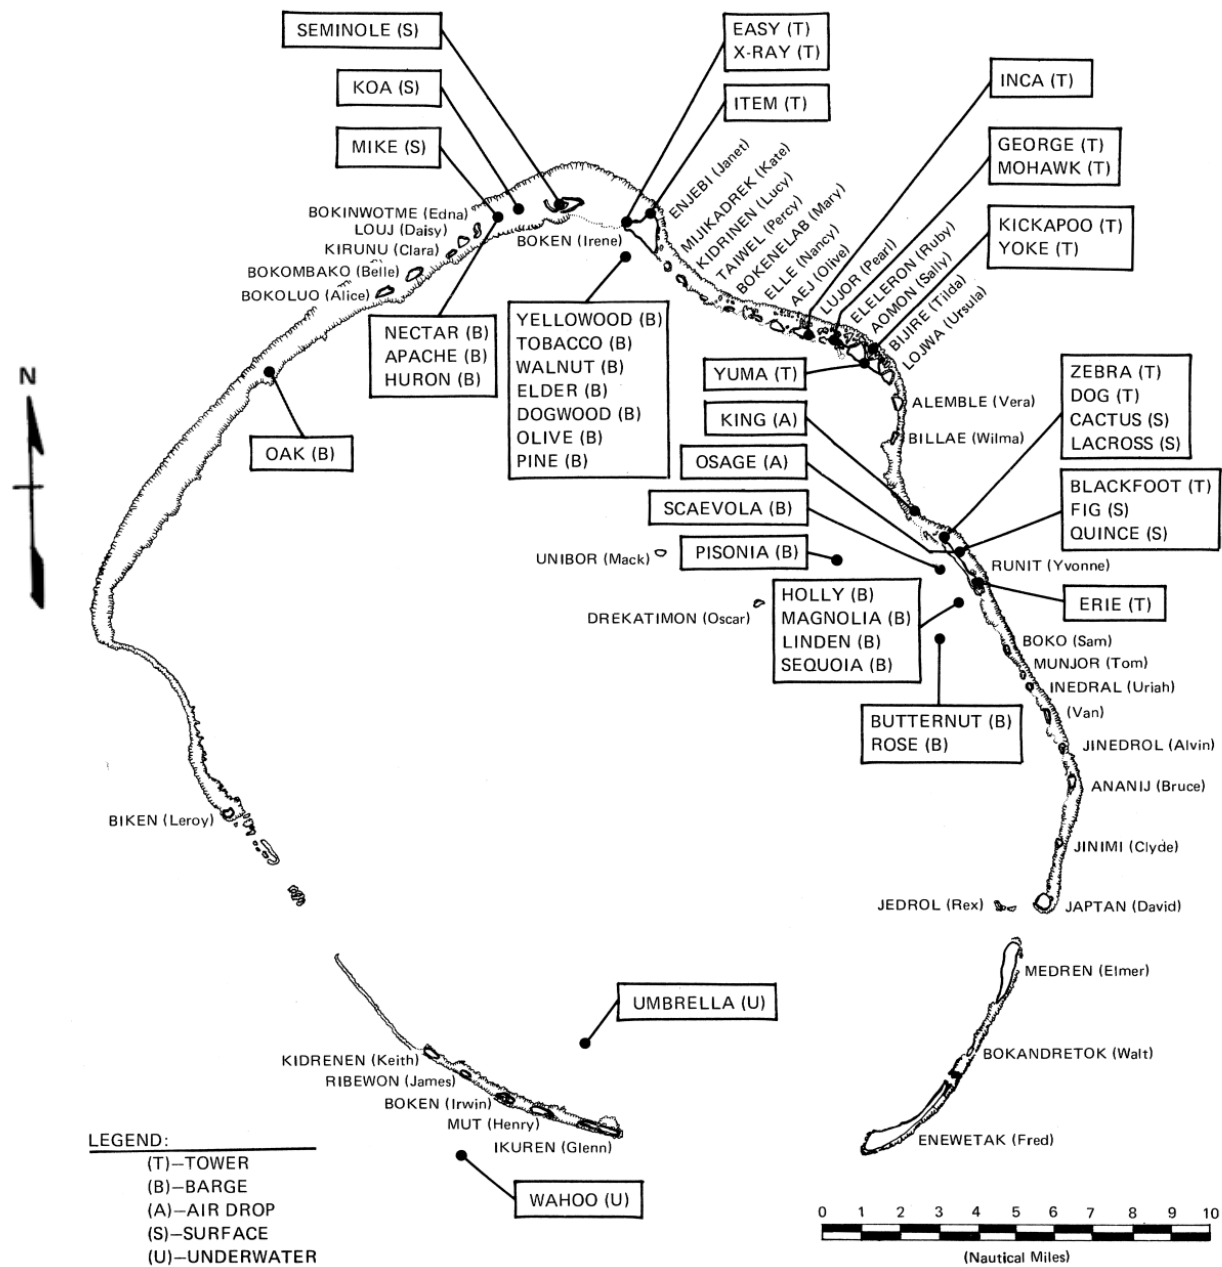 SEMINOLE (S)
KOA (S)
MIKE (S)
EASY (T)
X-RAY (T)
ITEM (T)
INCA (T)
GEORGE (T)
MOHAWK (T)
KICKAPOO (T)
YOKE (T)
BOKINWOTME (Edna)
LOUJ (Daisy)
KIRUNU (Clara)
BOKOMBAKO (Belle)
BOKOLUO (Alice)
BOKEN (Irene)
ENJEBI (Janet)
MIJIKADREK (Kate)
KIDRINEN (Lucy)
TAIWEL (Percy)
BOKENELAB (Mary)
ELLE (Nancy)
AEJ (Olive)
LUJOR (Pearl)
ELELERON (Ruby)
AOMON (Sally)
BIJIRE (Tilda)
LOJWA (Ursula)
NECTAR (B)
APACHE (B)
HURON (B)
YELLOWOOD (B)
TOBACCO (B)
WALNUT (B)
ELDER (B)
DOGWOOD (B)
OLIVE (B)
PINE (B)
N
OAK (B)
YUMA (T)
KING (A)
OSAGE (A)
SCAEVOLA (B)
PISONIA (B)
ALEMBLE (Vera)
BILLAE (Wilma)
ZEBRA (T)
DOG (T)
CACTUS (S)
LACROSS (S)
BLACKFOOT (T)
FIG (S)
QUINCE (S)
RUNIT (Yvonne)
ERIE (T)
UNIBOR (Mack)
DREKATIMON (Oscar)
HOLLY (B)
MAGNOLIA (B)
LINDEN (B)
SEQUOIA (B)
BUTTERNUT (B)
ROSE (B)
BOKO (Sam)
MUNJOR (Tom)
INEDRAL (Uriah)
(Van)
JINEDROL (Alvin)
ANANIJ (Bruce)
JINIMI (Clyde)
JEDROL (Rex)
JAPTAN (David)
BIKEN (Leroy)
MEDREN (Elmer)
UMBRELLA (U)
BOKANDRETOK (Walt)
KIDRENEN (Keith)
RIBEWON (James)
BOKEN (Irwin)
MUT (Henry)
IKUREN (Glenn)
ENEWETAK (Fred)
WAHOO (U)
LEGEND:
(T)—TOWER
(B)—BARGE
(A)—AIR DROP
(S)—SURFACE
(U)—UNDERWATER
0 1 2 3 4 5 6 7 8 9 10
(Nautical Miles)